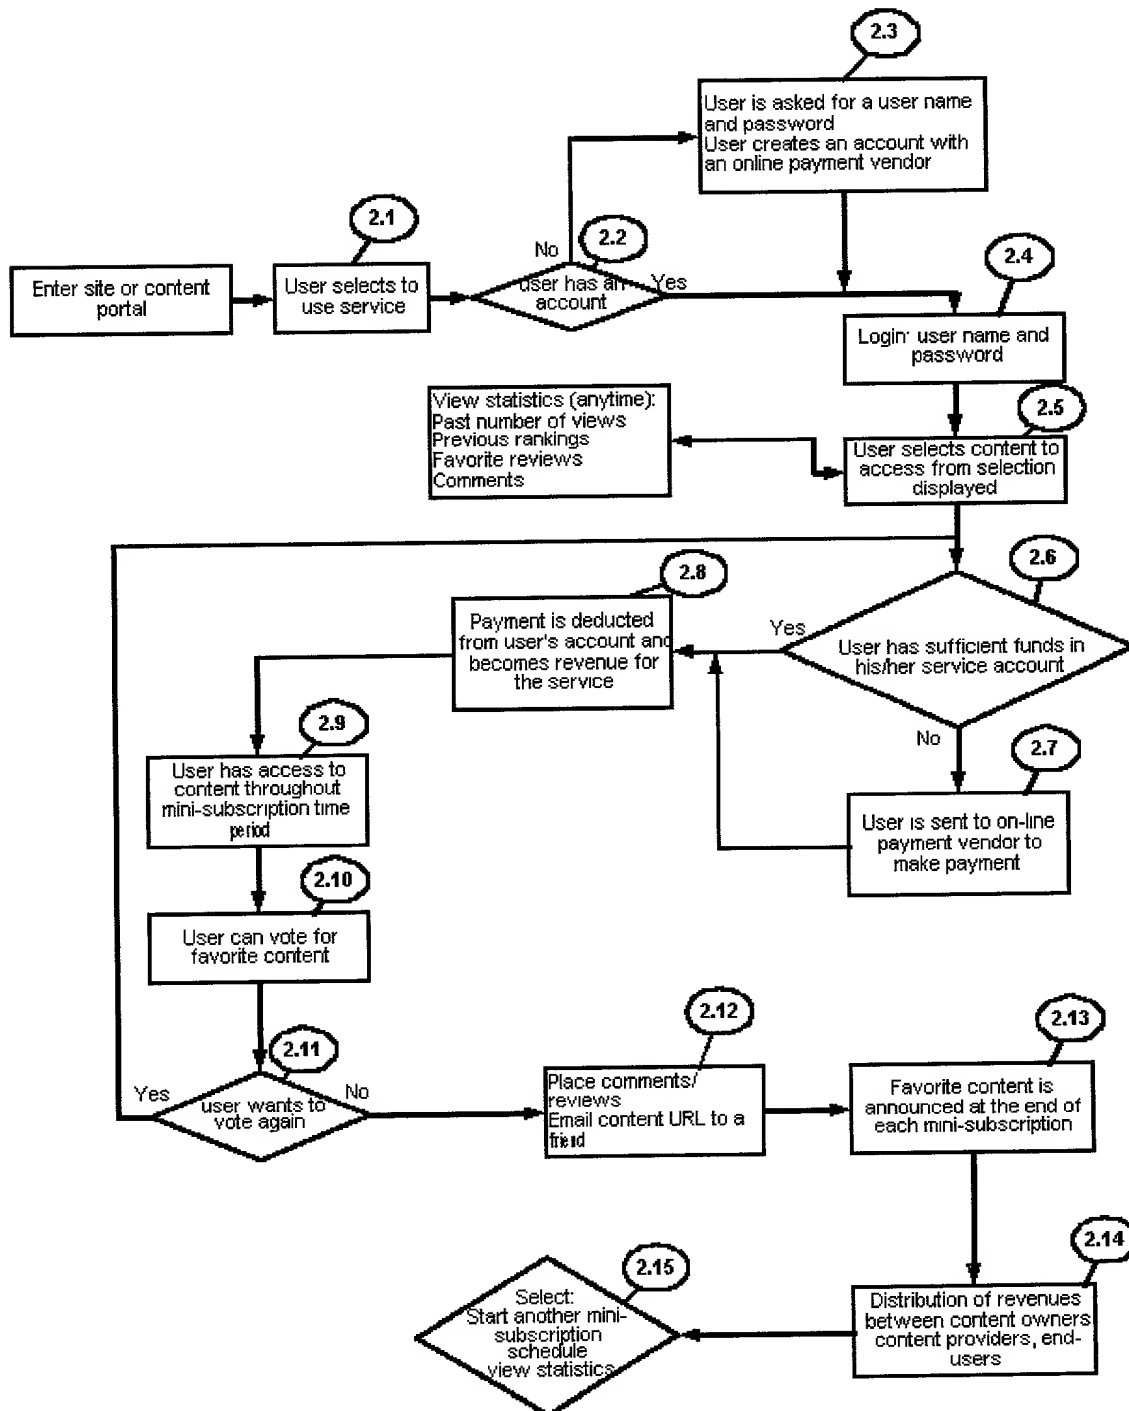 2.3
User is asked for a user name
and password
User creates an account with
an online payment vendor
2.1
2.2
No
Yes
2.4
Enter site or content
portal
User selects to
use service
user has an
account
Login: user name and
password
View statistics (anytime):
Past number of views
Previous rankings
Favorite reviews
Comments
2.5
User selects content to
access from selection
displayed
2.6
2.8
Payment is deducted
from user's account and
becomes revenue for
the service
Yes
User has sufficient funds in
his/her service account
No
2.7
2.9
User has access to
content throughout
mini-subscription time
period
User is sent to on-line
payment vendor to
make payment
2.10
User can vote for
favorite content
2.11
Yes
No
user wants to
vote again
2.12
Place comments/
reviews
Email content URL to a
friend
2.13
Favorite content is
announced at the end of
each mini-subscription
2.14
Distribution of revenues
between content owners
content providers, end-
users
2.15
Select:
Start another mini-
subscription
schedule
view statistics